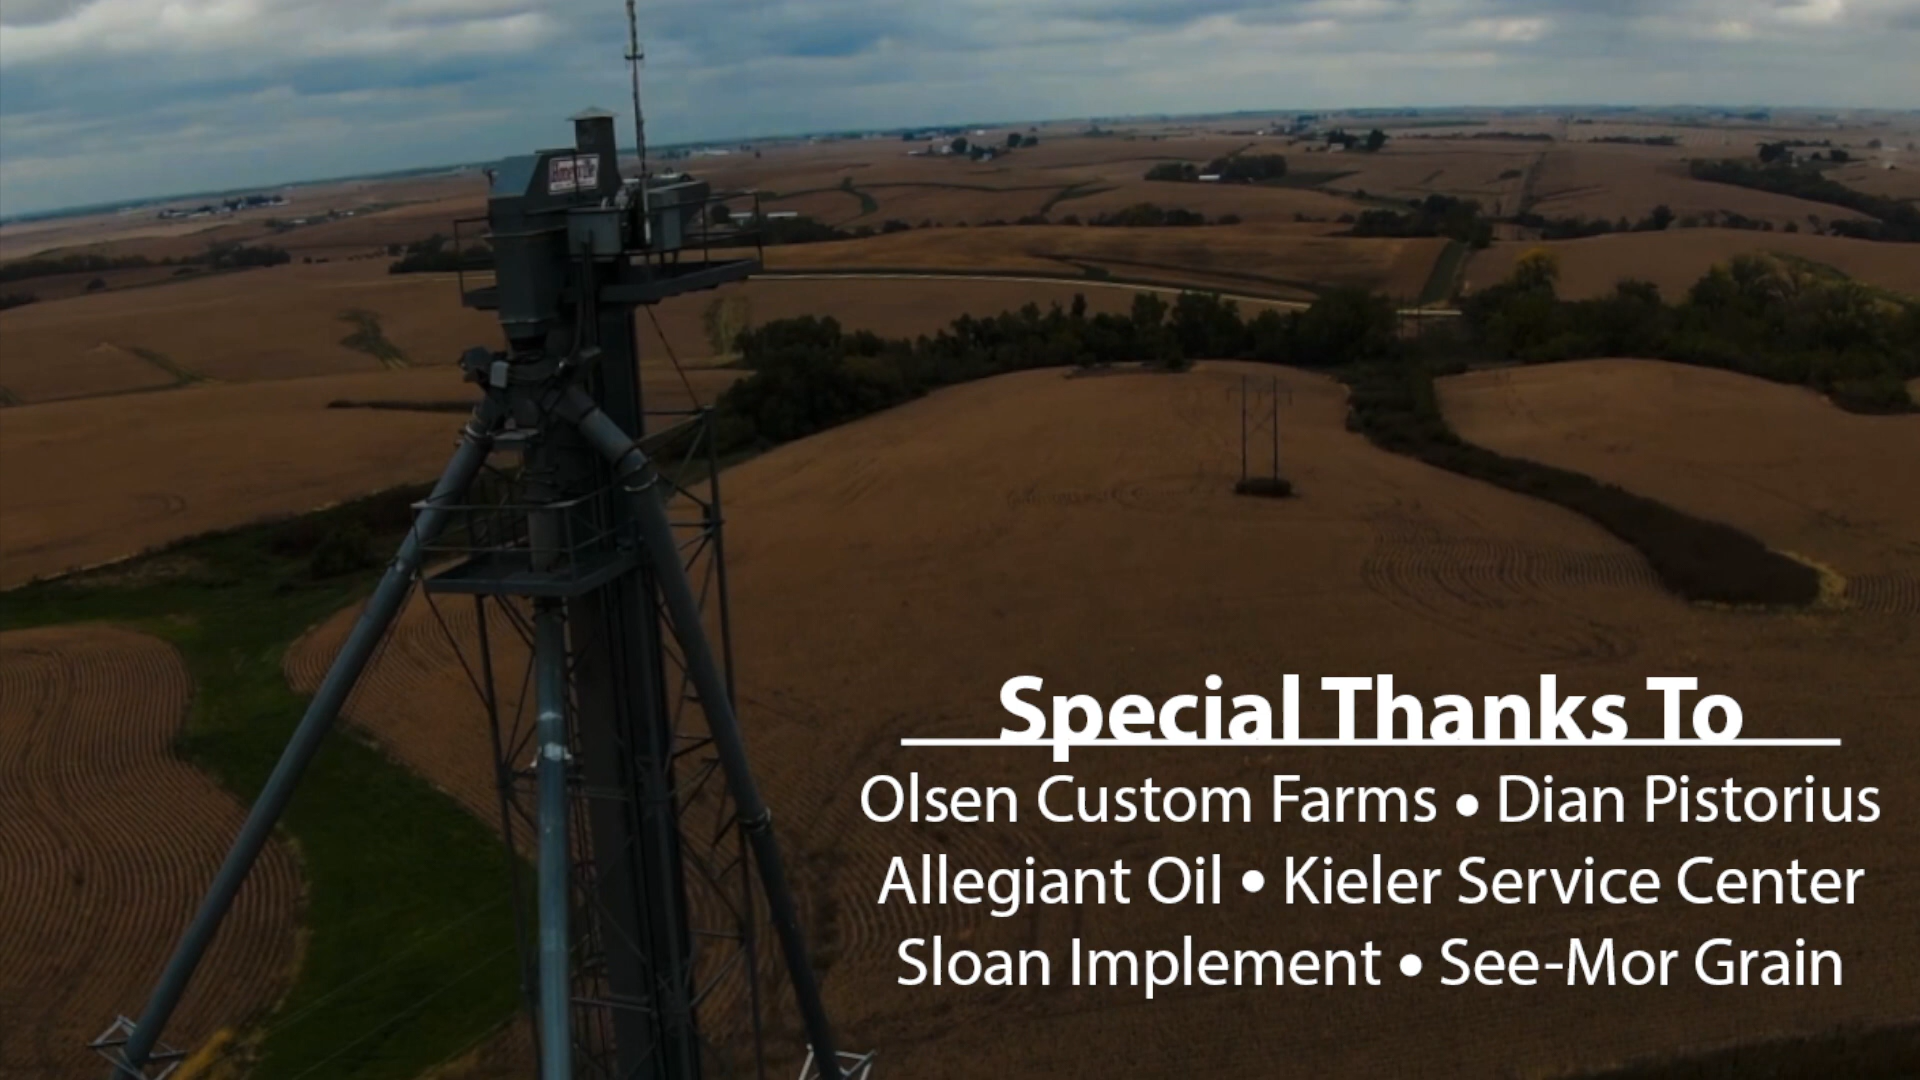 Special Thanks To
Olsen Custom Farms • Dian Pistorius
Allegiant Oil • Kieler Service Center
Sloan Implement • See-Mor Grain